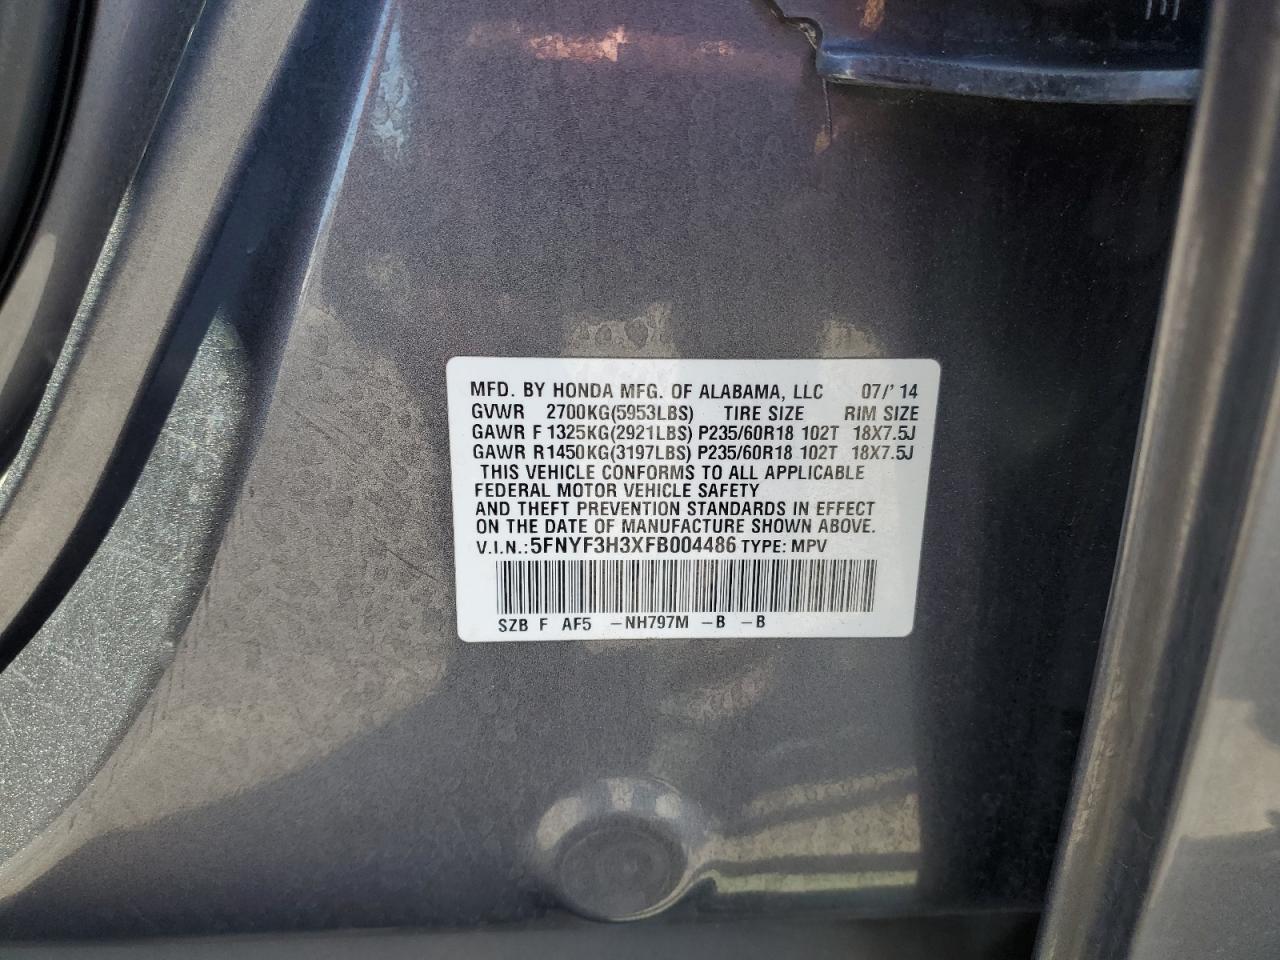 MFD. BY HONDA MFG. OF ALABAMA, LLC 07/'14
GVWR 2700KG(5953LBS) TIRE SIZE RIM SIZE
GAWR F 1325KG(2921LBS) P235/60R18 102T 18X7.5J
GAWR R1450KG(3197LBS) P235/60R18 102T 18X7.5J
THIS VEHICLE CONFORMS TO ALL APPLICABLE
FEDERAL MOTOR VEHICLE SAFETY
AND THEFT PREVENTION STANDARDS IN EFFECT
ON THE DATE OF MANUFACTURE SHOWN ABOVE.
V.I.N.:5FNYF3H3XFB004486 TYPE: MPV
SZB F AF5 -NH797M -B -B